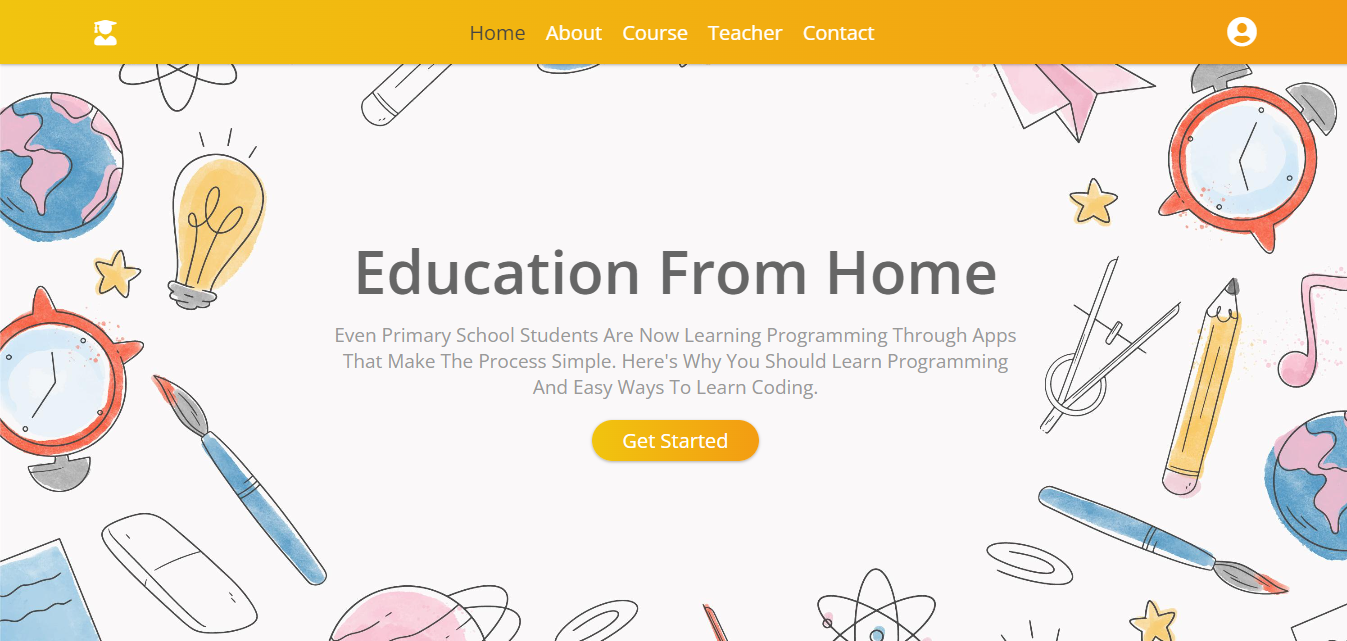 Home About Course Teacher Contact
Education From Home
Even Primary School Students Are Now Learning Programming Through Apps
That Make The Process Simple. Here's Why You Should Learn Programming
And Easy Ways To Learn Coding.
Get Started